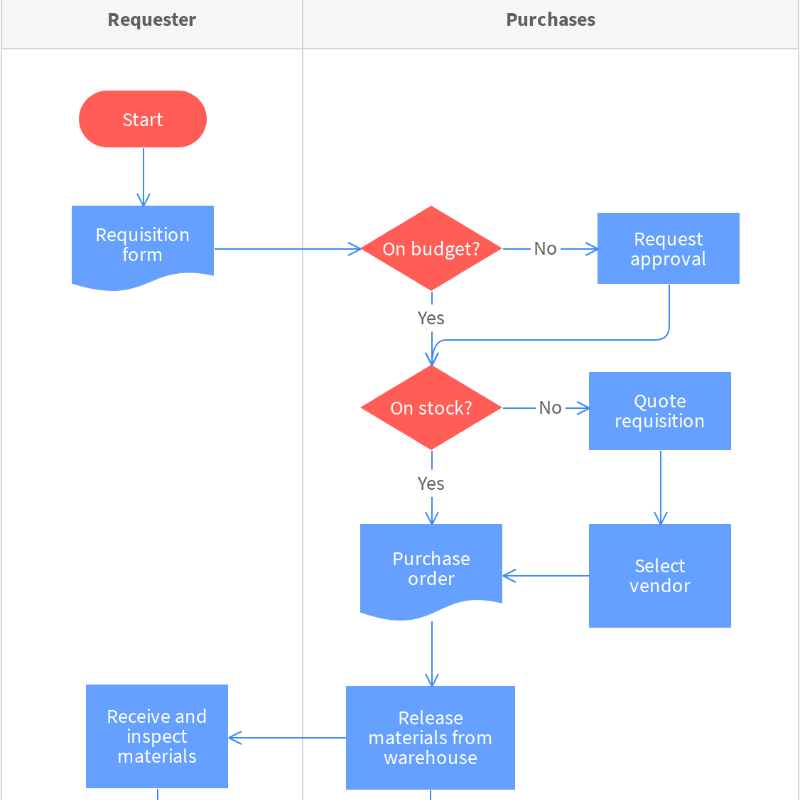 Requester
Purchases
Start
Requisition
form
On budget?
No
Request
approval
Yes
On stock?
No
Quote
requisition
Yes
Purchase
order
Select
vendor
Receive and
inspect
materials
Release
materials from
warehouse